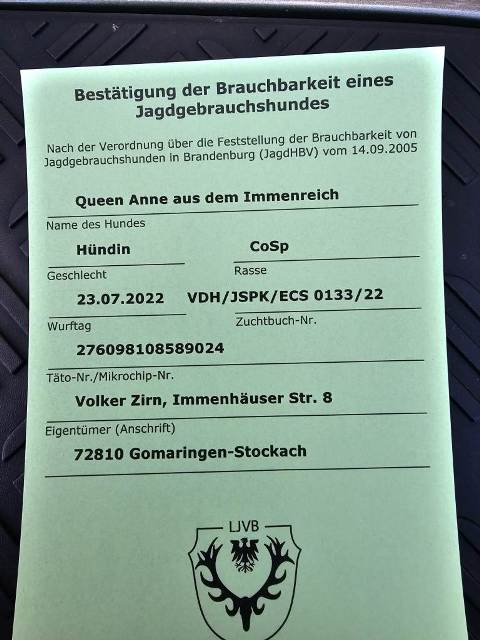 Bestätigung der Brauchbarkeit eines
Jagdgebrauchshundes
Nach der Verordnung über die Feststellung der Brauchbarkeit von
Jagdgebrauchshunden in Brandenburg (JagdHBV) vom 14.09.2005
Queen Anne aus dem Immenreich
Name des Hundes
Hündin CoSp
Geschlecht Rasse
23.07.2022 VDH/JSPK/ECS 0133/22
Wurftag Zuchtbuch-Nr.
276098108589024
Täto-Nr./Mikrochip-Nr.
Volker Zirn, Immenhäuser Str. 8
Eigentümer (Anschrift)
72810 Gomaringen-Stockach
LJVB